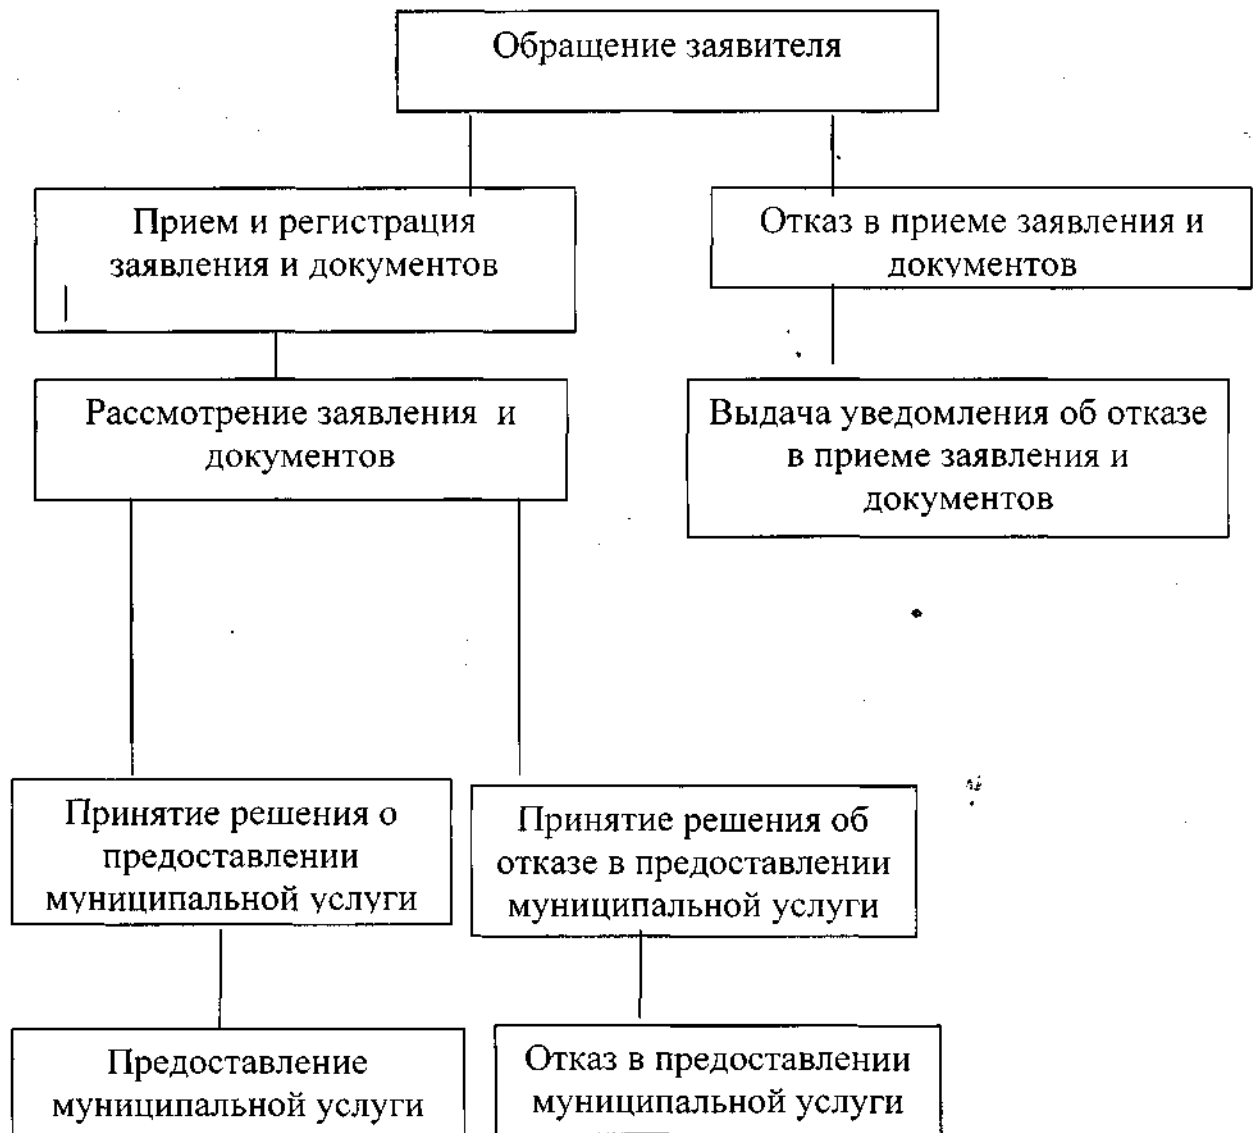 Обращение заявителя
Прием и регистрация
заявления и документов
Отказ в приеме заявления и
документов
Рассмотрение заявления и
документов
Выдача уведомления об отказе
в приеме заявления и
документов
Принятие решения о
предоставлении
муниципальной услуги
Принятие решения об
отказе в предоставлении
муниципальной услуги
Предоставление
муниципальной услуги
Отказ в предоставлении
муниципальной услуги